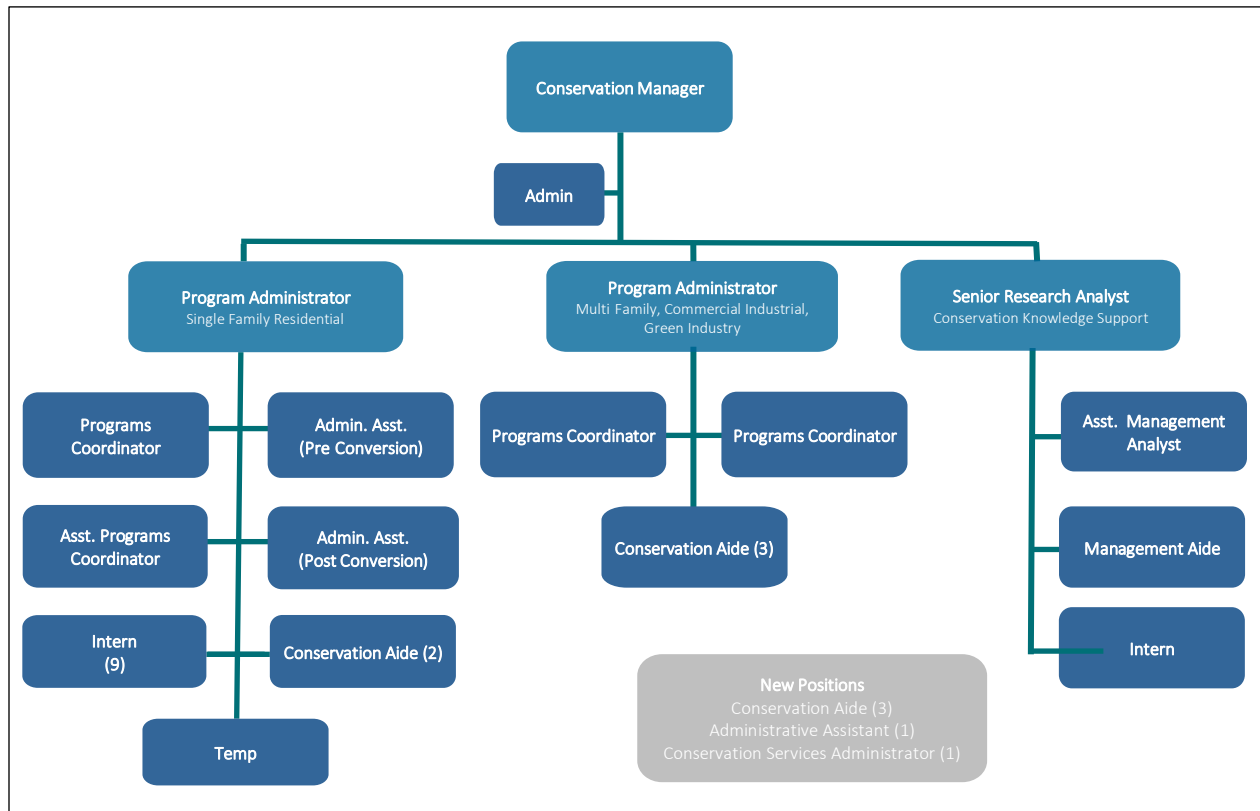 Conservation Manager
Admin
Program Administrator
Single Family Residential
Program Administrator
Multi Family, Commercial Industrial,
Green Industry
Senior Research Analyst
Conservation Knowledge Support
Programs
Coordinator
Admin. Asst.
(Pre Conversion)
Asst. Programs
Coordinator
Admin. Asst.
(Post Conversion)
Intern
(9)
Conservation Aide (2)
Temp
Programs Coordinator
Programs Coordinator
Conservation Aide (3)
Asst. Management
Analyst
Management Aide
Intern
New Positions
Conservation Aide (3)
Administrative Assistant (1)
Conservation Services Administrator (1)